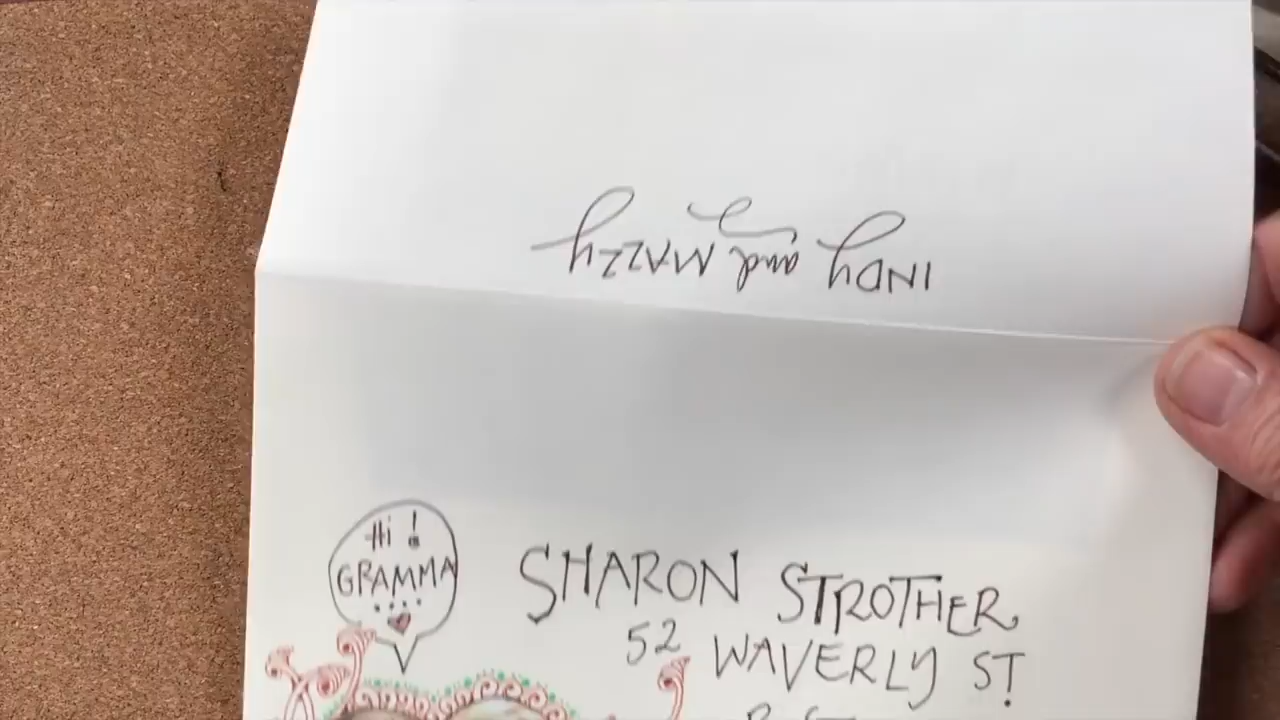 INDY and MAZZY
Hi !
GRAMMA
SHARON STROTHER
52 WAVERLY ST